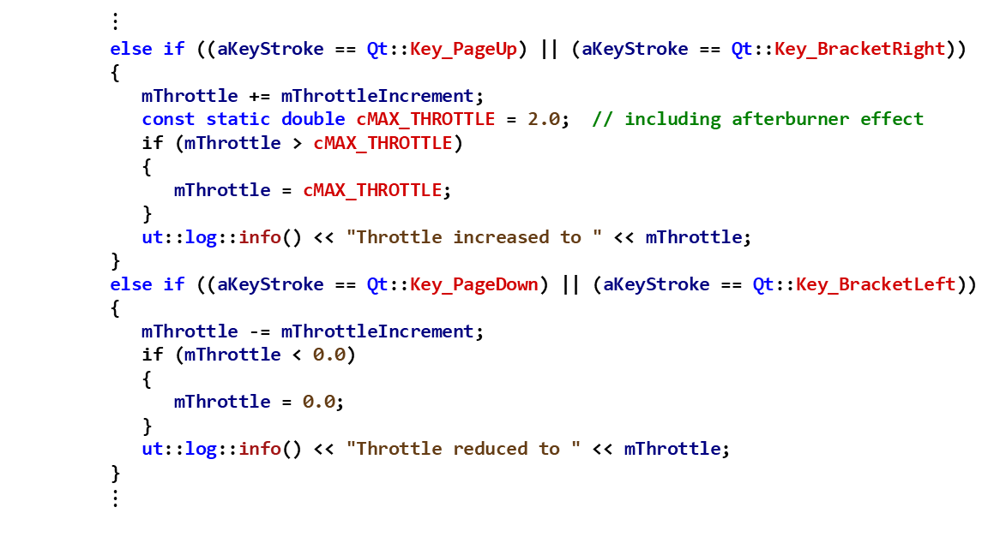 ⋮
else if ((aKeyStroke == Qt::Key_PageUp) || (aKeyStroke == Qt::Key_BracketRight))
{
   mThrottle += mThrottleIncrement;
   const static double cMAX_THROTTLE = 2.0;  // including afterburner effect
   if (mThrottle > cMAX_THROTTLE)
   {
      mThrottle = cMAX_THROTTLE;
   }
   ut::log::info() << "Throttle increased to " << mThrottle;
}
else if ((aKeyStroke == Qt::Key_PageDown) || (aKeyStroke == Qt::Key_BracketLeft))
{
   mThrottle -= mThrottleIncrement;
   if (mThrottle < 0.0)
   {
      mThrottle = 0.0;
   }
   ut::log::info() << "Throttle reduced to " << mThrottle;
}
⋮